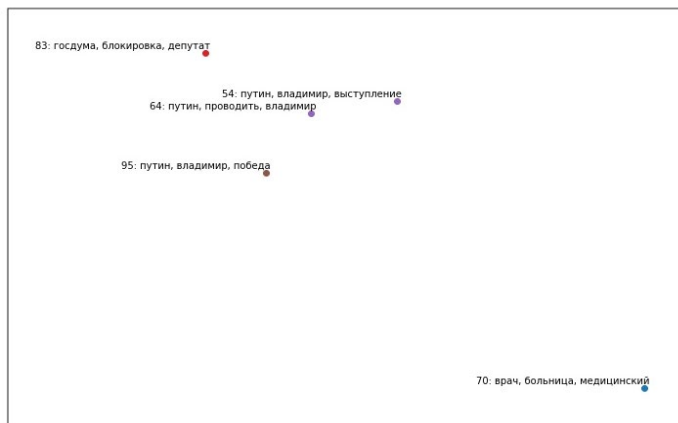 83: госдума, блокировка, депутат
54: путин, владимир, выступление
64: путин, проводить, владимир
95: путин, владимир, победа
70: врач, больница, медицинский